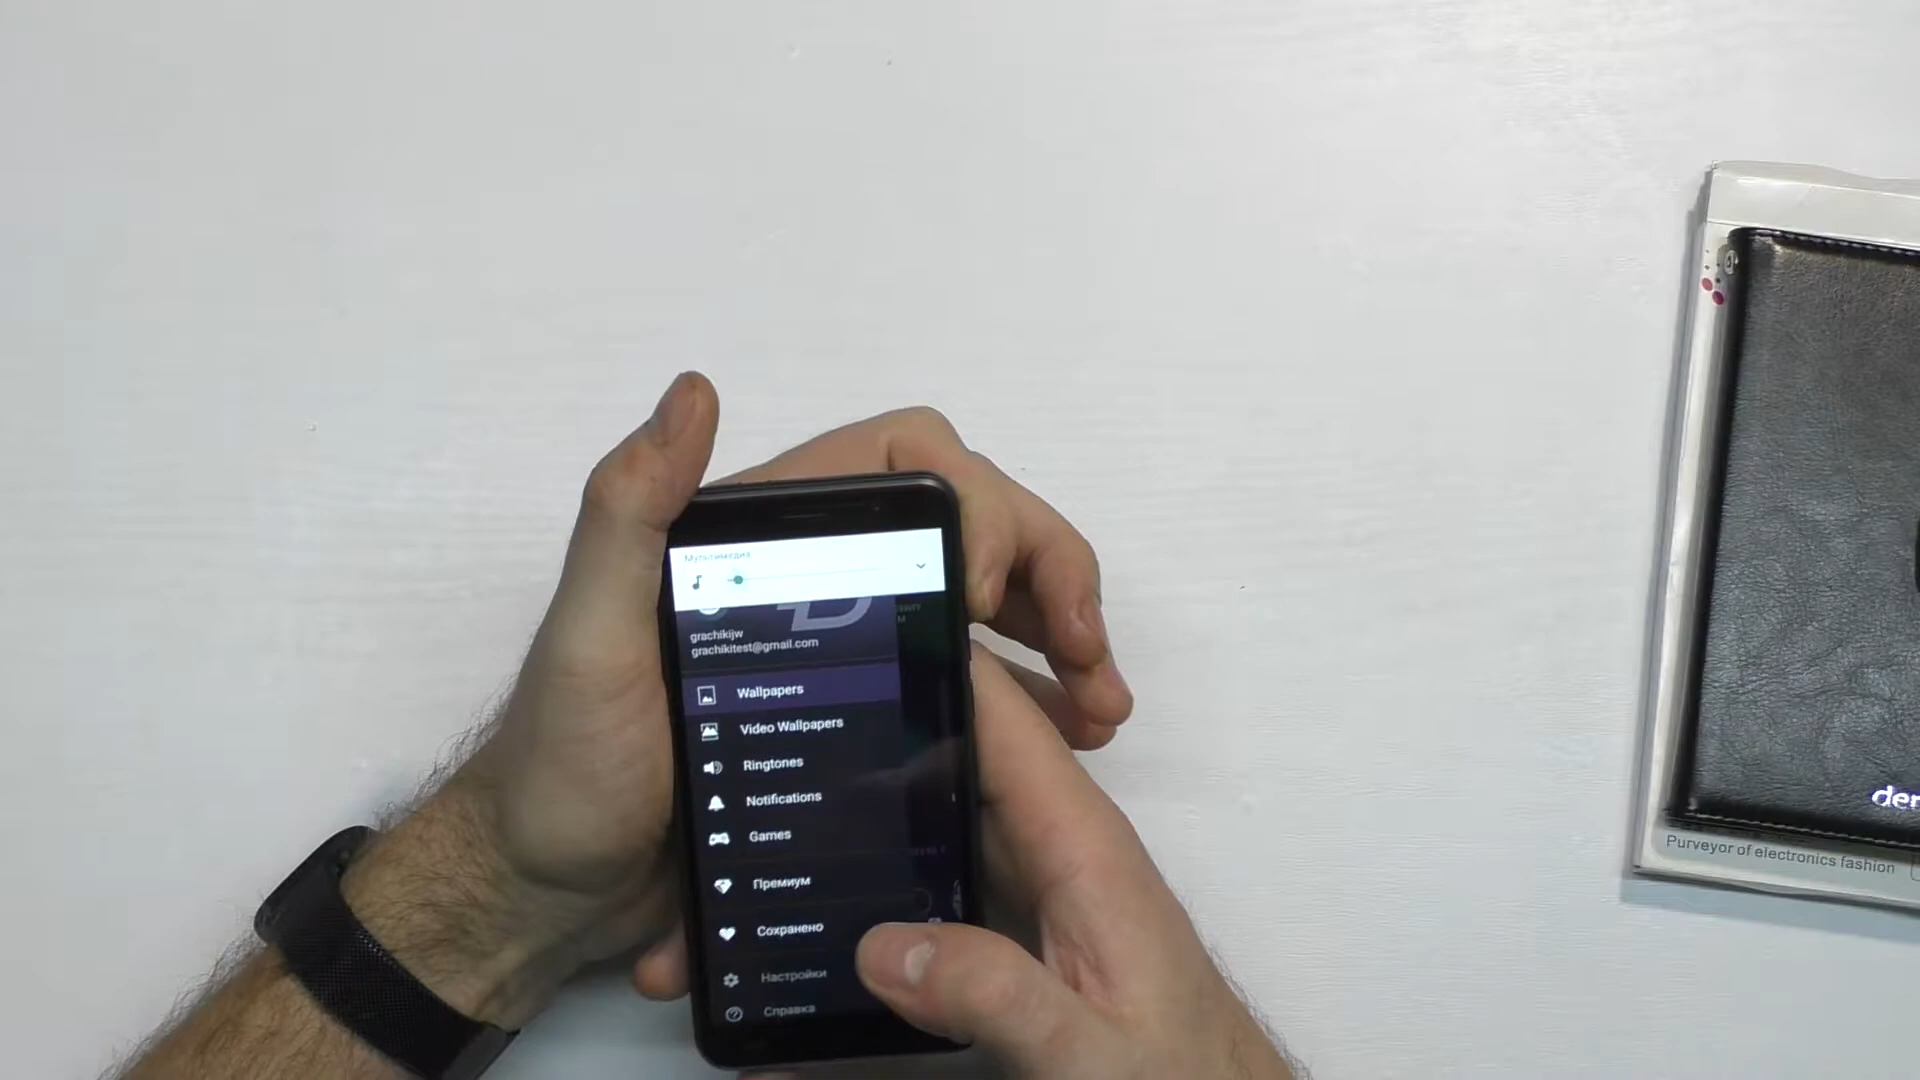 Мультимедиа
grachikijw
grachikitest@gmail.com
Wallpapers
Video Wallpapers
Ringtones
Notifications
Games
Премиум
Сохранено
Настройки
Справка
der
Purveyor of electronics fashion